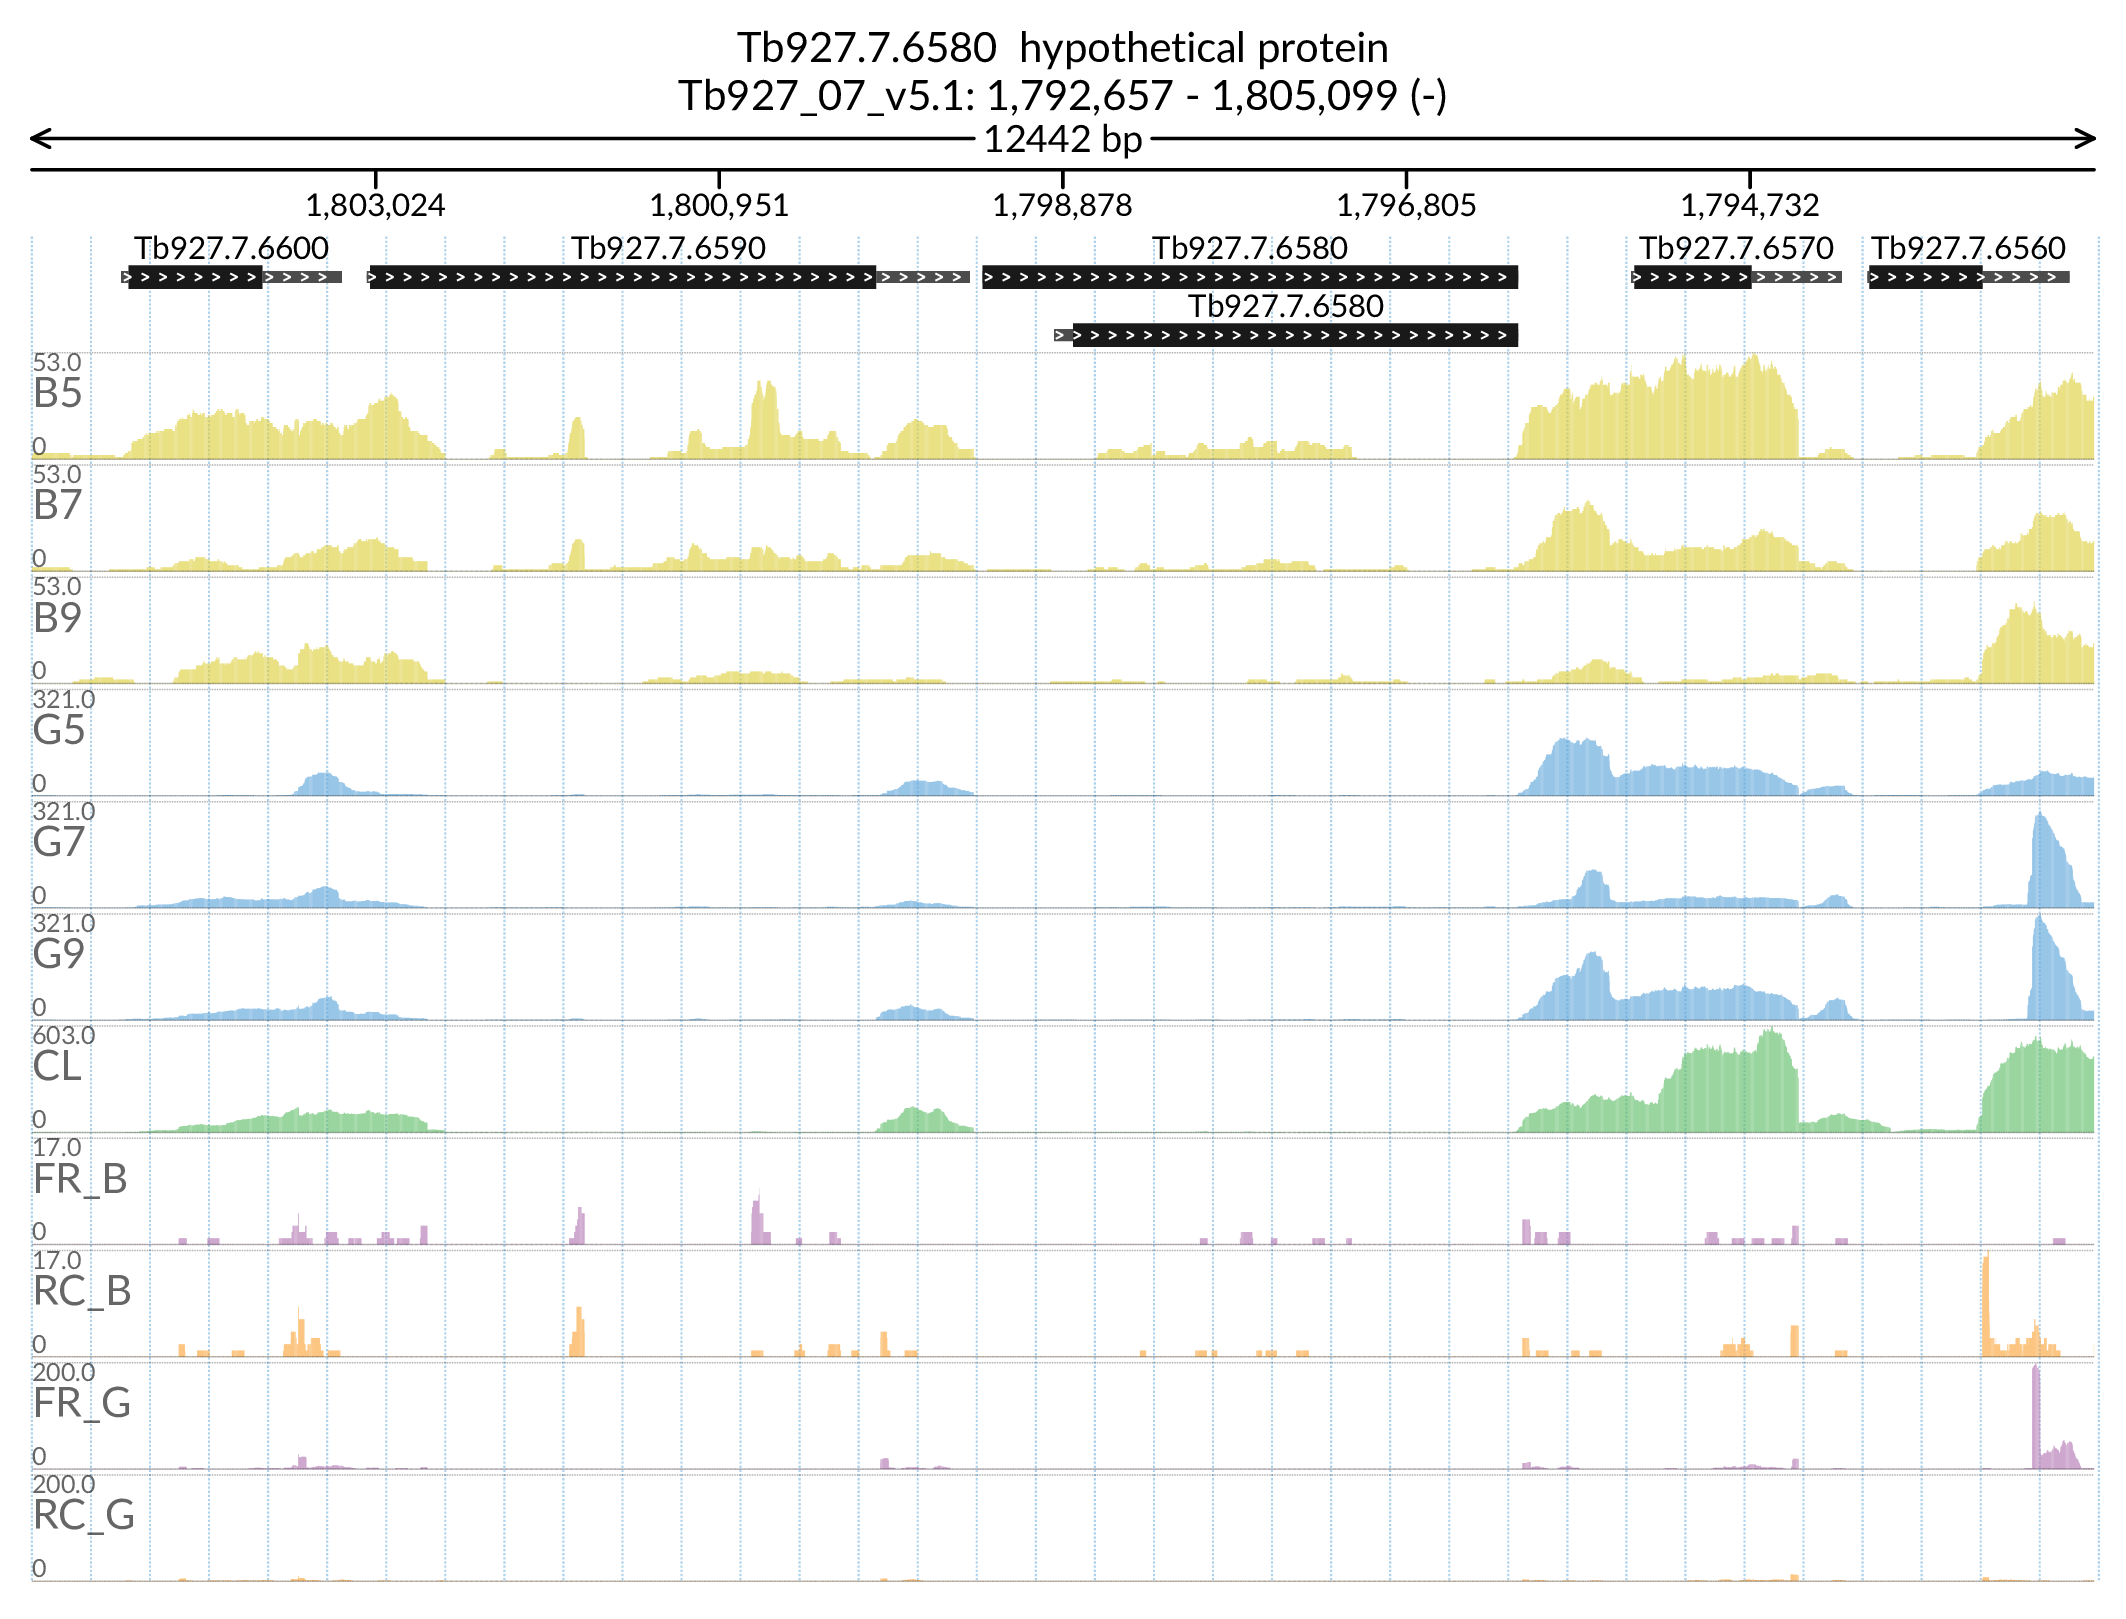 Tb927.7.6580  hypothetical protein
Tb927_07_v5.1: 1,792,657 - 1,805,099 (-)
12442 bp
1,803,024 1,800,951 1,798,878 1,796,805 1,794,732
Tb927.7.6600 Tb927.7.6590 Tb927.7.6580 Tb927.7.6570 Tb927.7.6560
Tb927.7.6580
53.0
B5
0
53.0
B7
0
53.0
B9
0
321.0
G5
0
321.0
G7
0
321.0
G9
0
603.0
CL
0
17.0
FR_B
0
17.0
RC_B
0
200.0
FR_G
0
200.0
RC_G
0